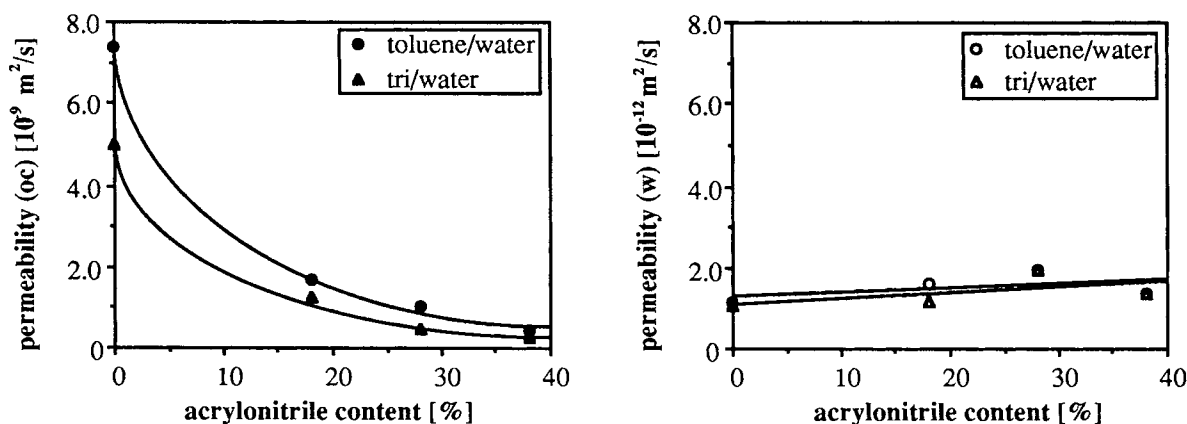 8.0
6.0
4.0
2.0
0
permeability (oc) [10⁻⁹ m²/s]
toluene/water
tri/water
0 10 20 30 40
acrylonitrile content [%]
8.0
6.0
4.0
2.0
0
permeability (w) [10⁻¹² m²/s]
toluene/water
tri/water
0 10 20 30 40
acrylonitrile content [%]